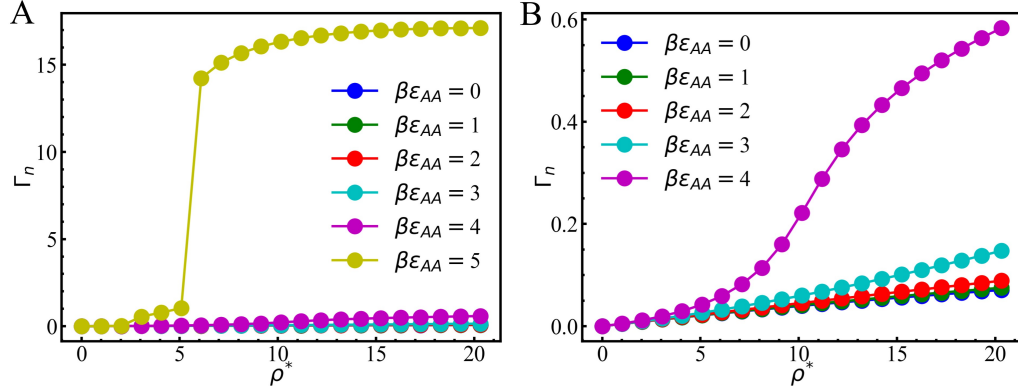 A
Γn
15
10
5
0
βεAA = 0
βεAA = 1
βεAA = 2
βεAA = 3
βεAA = 4
βεAA = 5
0 5 10 15 20
ρ*
B
Γn
0.6
0.4
0.2
0.0
βεAA = 0
βεAA = 1
βεAA = 2
βεAA = 3
βεAA = 4
0 5 10 15 20
ρ*